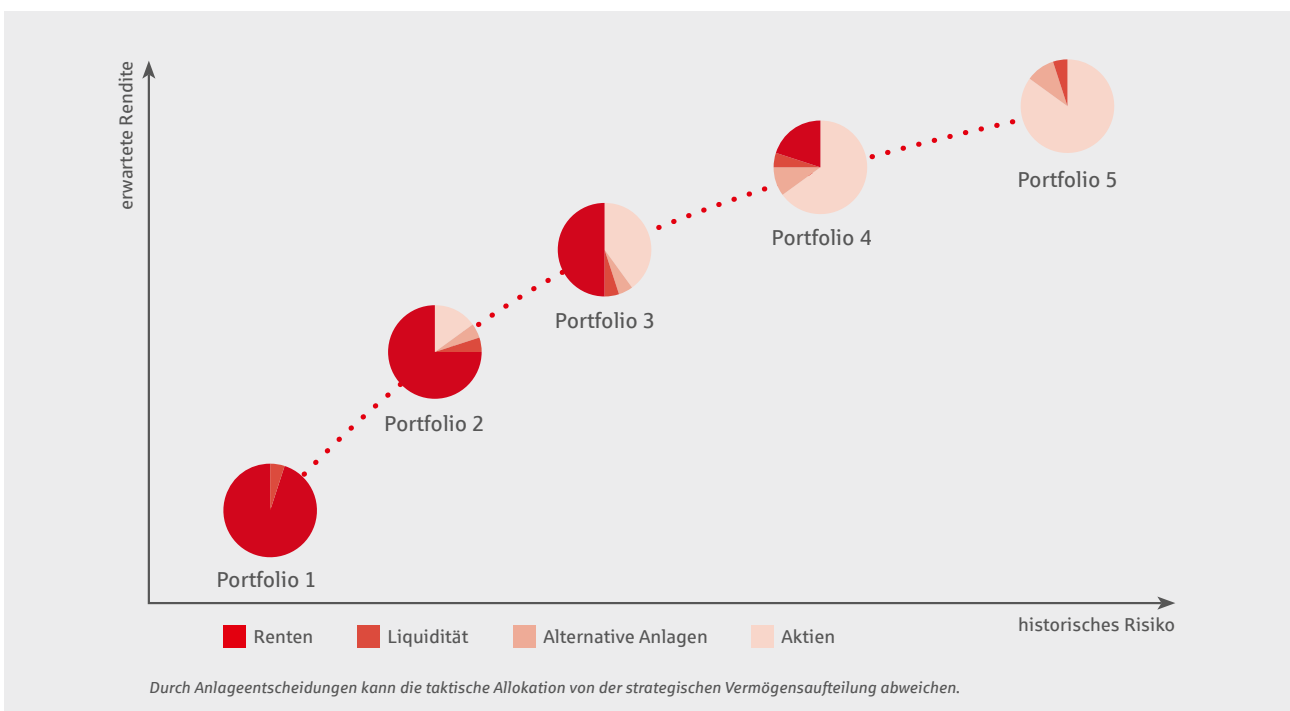 erwartete Rendite
Portfolio 5
Portfolio 4
Portfolio 3
Portfolio 2
Portfolio 1
historisches Risiko
Renten
Liquidität
Alternative Anlagen
Aktien
Durch Anlageentscheidungen kann die taktische Allokation von der strategischen Vermögensaufteilung abweichen.